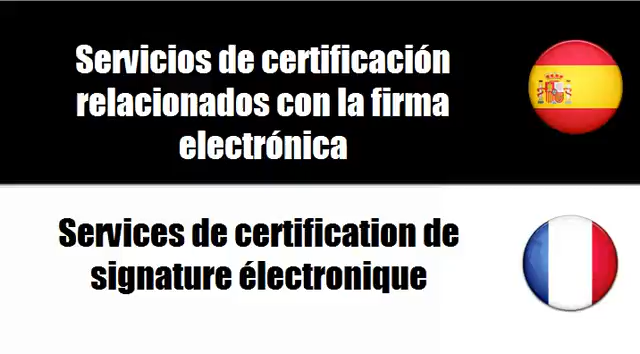 Servicios de certificación
relacionados con la firma
electrónica
Services de certification de
signature électronique